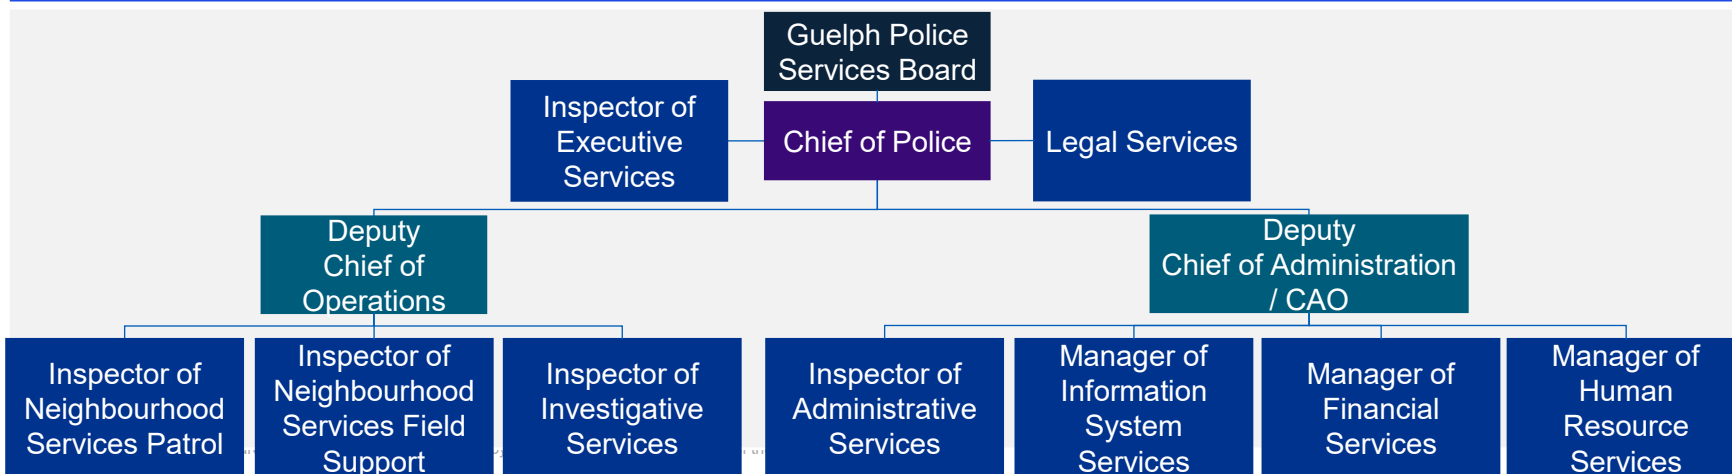 Guelph Police
Services Board
Inspector of
Executive
Services
Chief of Police
Legal Services
Deputy
Chief of
Operations
Deputy
Chief of Administration
/ CAO
Inspector of
Neighbourhood
Services Patrol
Inspector of
Neighbourhood
Services Field
Support
Inspector of
Investigative
Services
Inspector of
Administrative
Services
Manager of
Information
System
Services
Manager of
Financial
Services
Manager of
Human
Resource
Services